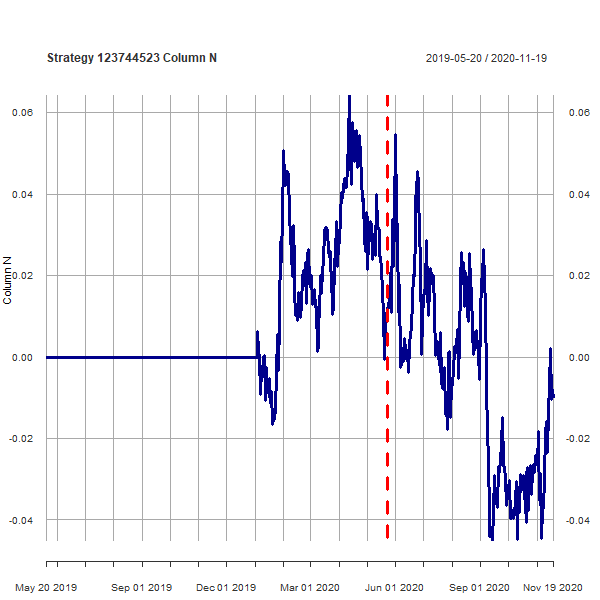 Strategy 123744523 Column N
2019-05-20 / 2020-11-19
0.06
0.06
0.04
0.04
0.02
0.02
0.00
0.00
-0.02
-0.02
-0.04
-0.04
Column N
May 20 2019
Sep 01 2019
Dec 01 2019
Mar 01 2020
Jun 01 2020
Sep 01 2020
Nov 19 2020